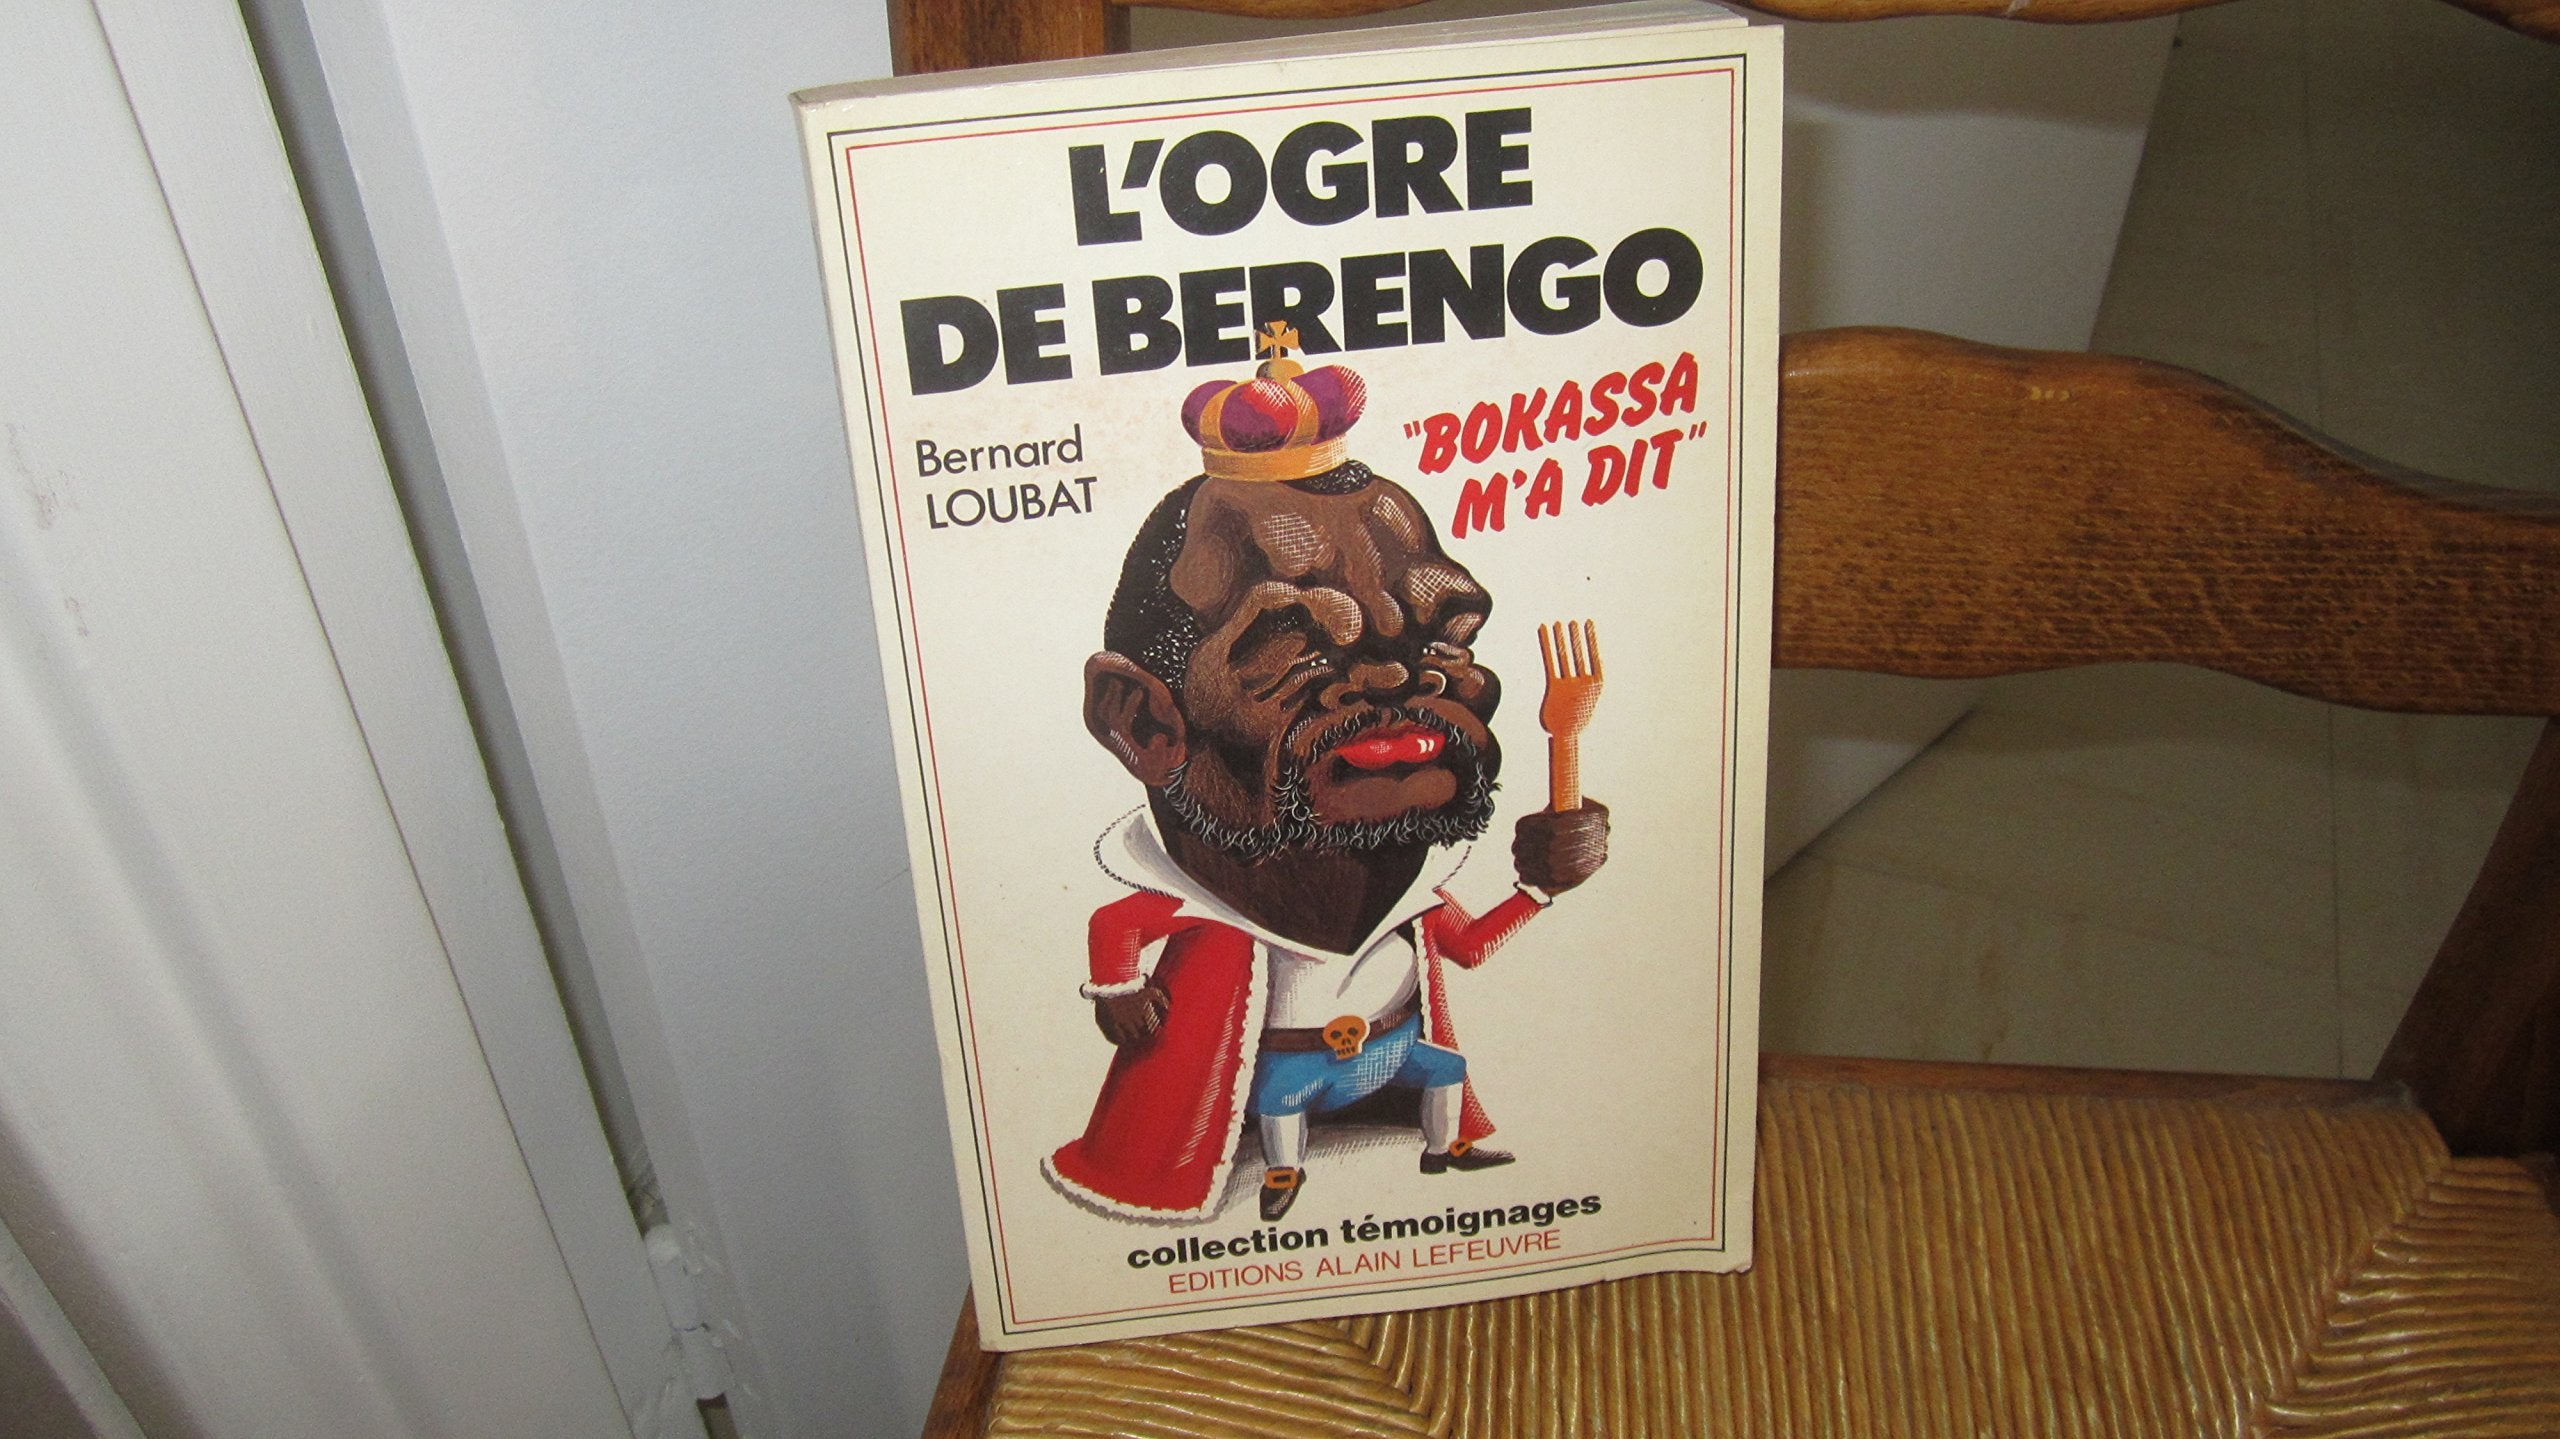 L'OGRE
DE BERENGO
Bernard
LOUBAT
"BOKASSA
M'A DIT"
collection témoignages
EDITIONS ALAIN LEFEUVRE